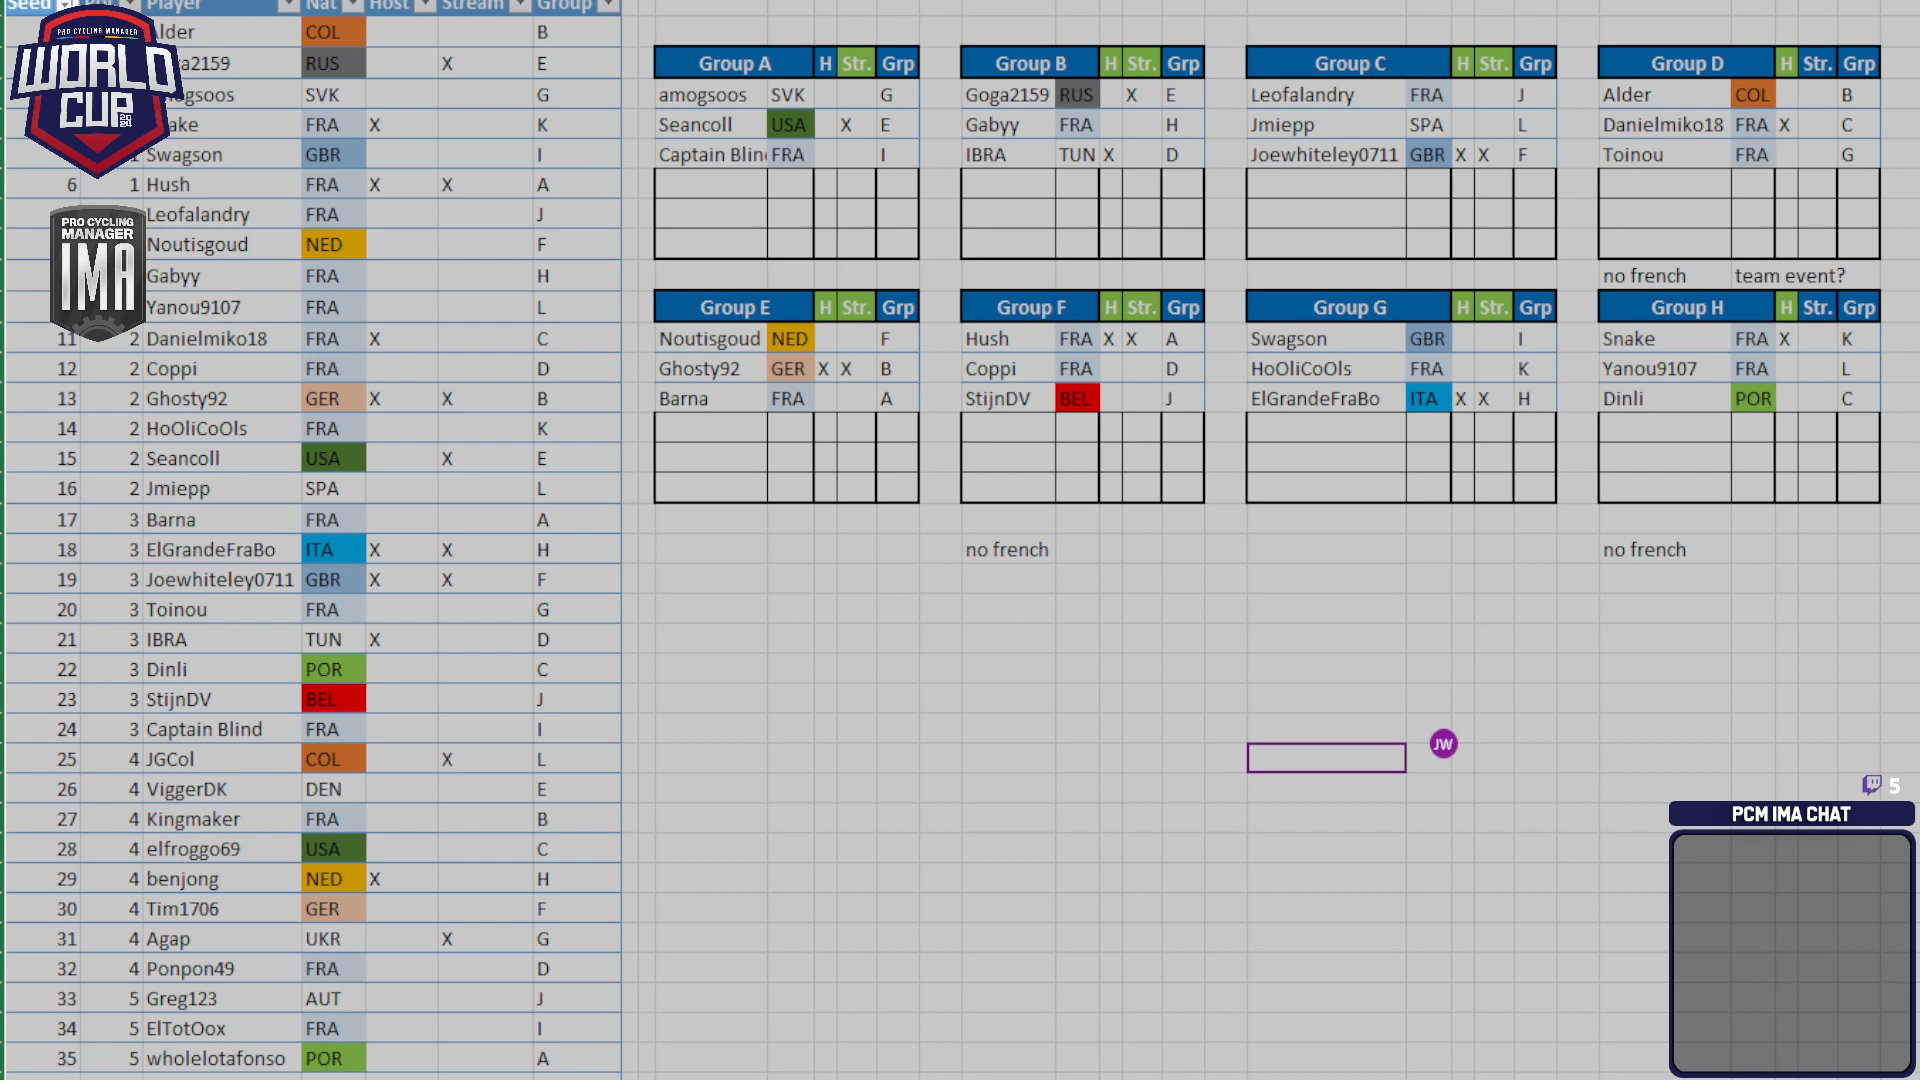 Seed Player Nat Host Stream Group
Alder COL B
RUS X E
SVK G
FRA X K
Swagson GBR I
6 1 Hush FRA X X A
Leofalandry FRA J
Noutisgoud NED F
Gabyy FRA H
Yanou9107 FRA L
11 2 Danielmiko18 FRA X C
12 2 Coppi FRA D
13 2 Ghosty92 GER X X B
14 2 HoOliCoOls FRA K
15 2 Seancoll USA X E
16 2 Jmiepp SPA L
17 3 Barna FRA A
18 3 ElGrandeFraBo ITA X X H
19 3 Joewhiteley0711 GBR X X F
20 3 Toinou FRA G
21 3 IBRA TUN X D
22 3 Dinli POR C
23 3 StijnDV BEL J
24 3 Captain Blind FRA I
25 4 JGCol COL X L
26 4 ViggerDK DEN E
27 4 Kingmaker FRA B
28 4 elfroggo69 USA C
29 4 benjong NED X H
30 4 Tim1706 GER F
31 4 Agap UKR X G
32 4 Ponpon49 FRA D
33 5 Greg123 AUT J
34 5 ElTotOox FRA I
35 5 wholelotafonso POR A
PRO CYCLING MANAGER
WORLD
CUP
PRO CYCLING
MANAGER
IMA
Group A H Str. Grp
amogsoos SVK G
Seancoll USA X E
Captain Blin FRA I
Group B H Str. Grp
Goga2159 RUS X E
Gabyy FRA H
IBRA TUN X D
Group C H Str. Grp
Leofalandry FRA J
Jmiepp SPA L
Joewhiteley0711 GBR X X F
Group D H Str. Grp
Alder COL B
Danielmiko18 FRA X C
Toinou FRA G
no french team event?
Group E H Str. Grp
Noutisgoud NED F
Ghosty92 GER X X B
Barna FRA A
Group F H Str. Grp
Hush FRA X X A
Coppi FRA D
StijnDV BEL J
no french
Group G H Str. Grp
Swagson GBR I
HoOliCoOls FRA K
ElGrandeFraBo ITA X X H
Group H H Str. Grp
Snake FRA X K
Yanou9107 FRA L
Dinli POR C
no french
JW
5
PCM IMA CHAT